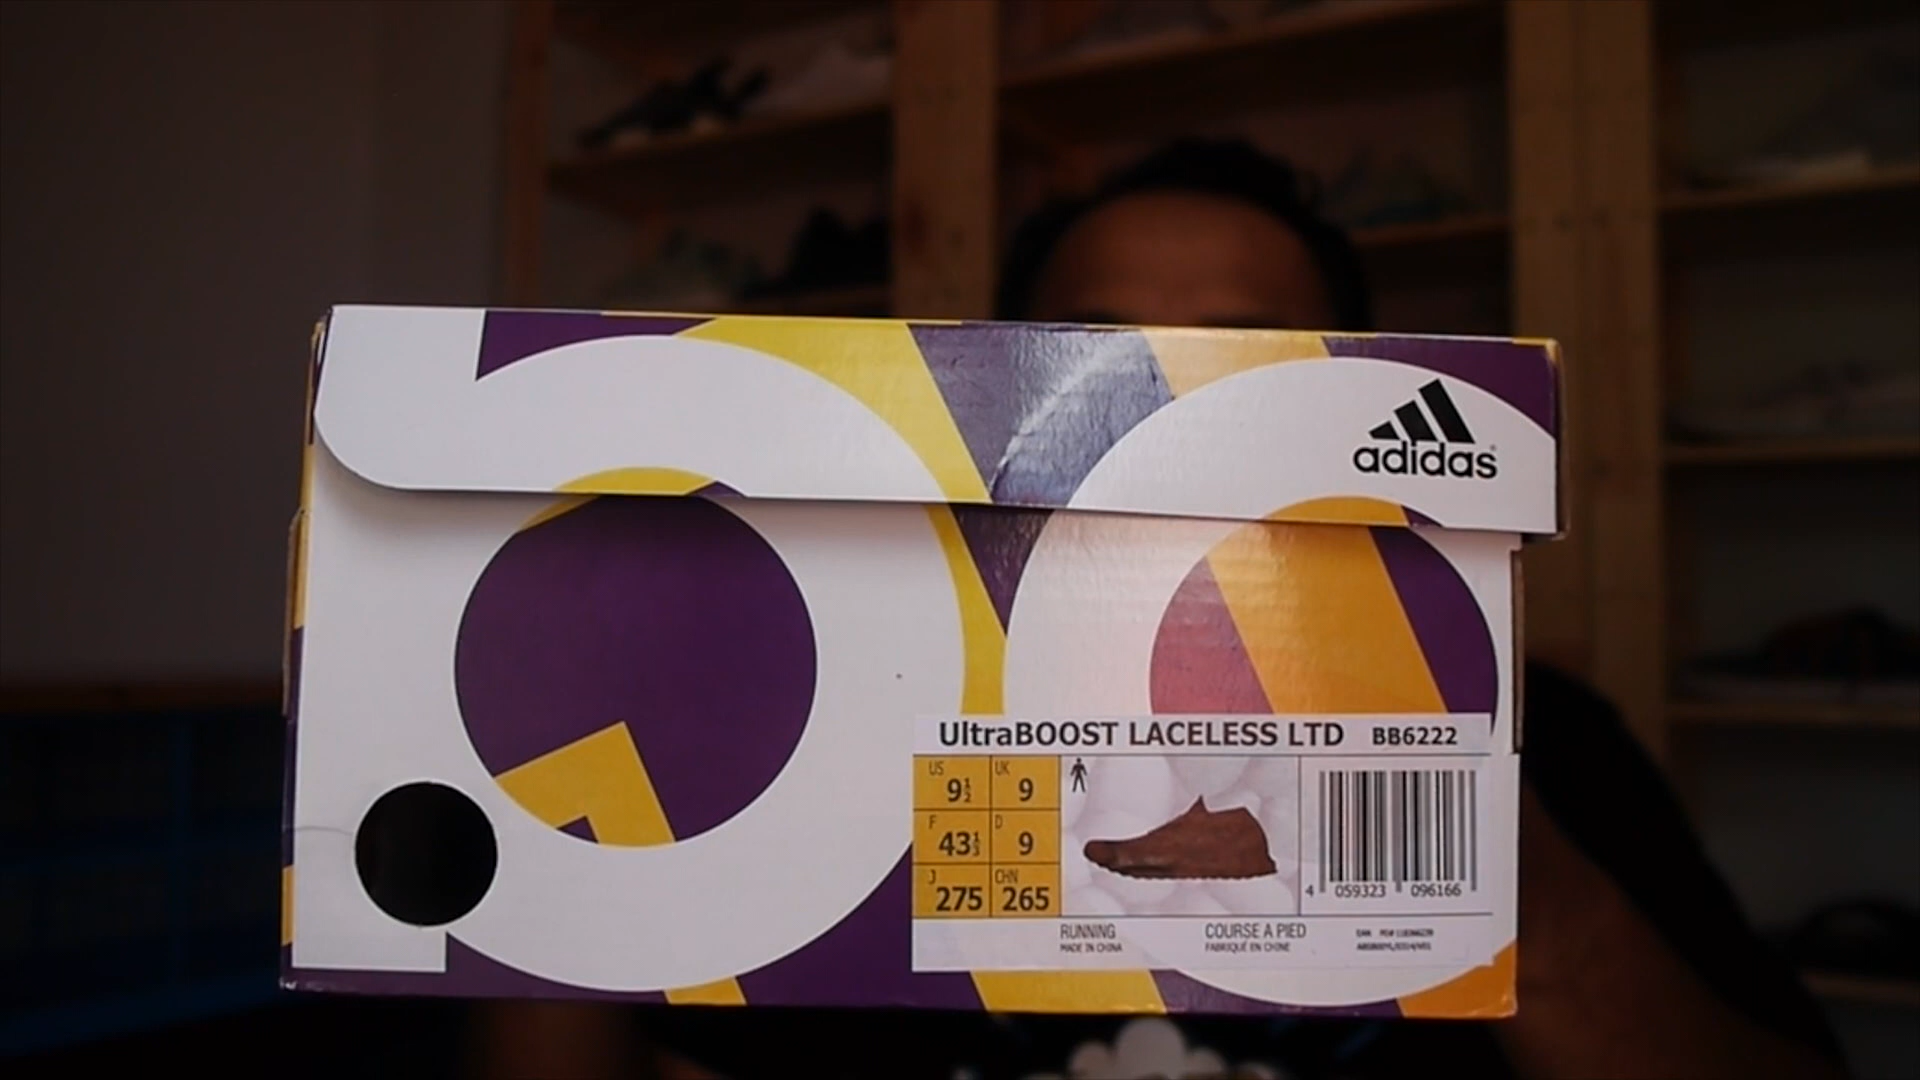 adidas
UltraBOOST LACELESS LTD BB6222
US 9½ UK 9
F 43⅓ D 9
J 275 CHN 265
4 059323 096166
RUNNING COURSE A PIED
MADE IN CHINA FABRIQUÉ EN CHINE
EAN